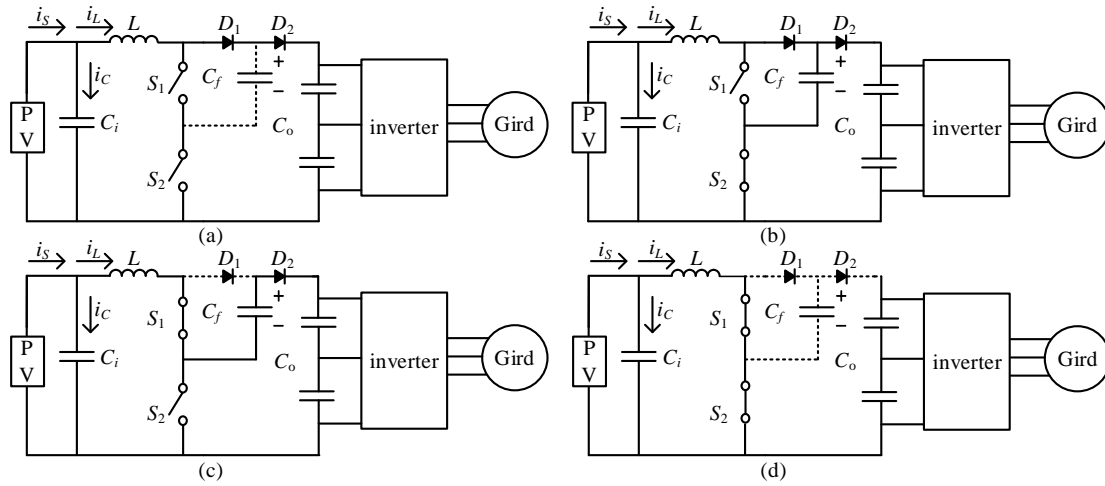 i_S i_L L D_1 D_2
i_C S_1 C_f + −
P V C_i C_o inverter Gird
S_2
(a)
i_S i_L L D_1 D_2
i_C S_1 C_f + −
P V C_i C_o inverter Gird
S_2
(b)
i_S i_L L D_1 D_2
i_C S_1 C_f + −
P V C_i C_o inverter Gird
S_2
(c)
i_S i_L L D_1 D_2
i_C S_1 C_f + −
P V C_i C_o inverter Gird
S_2
(d)